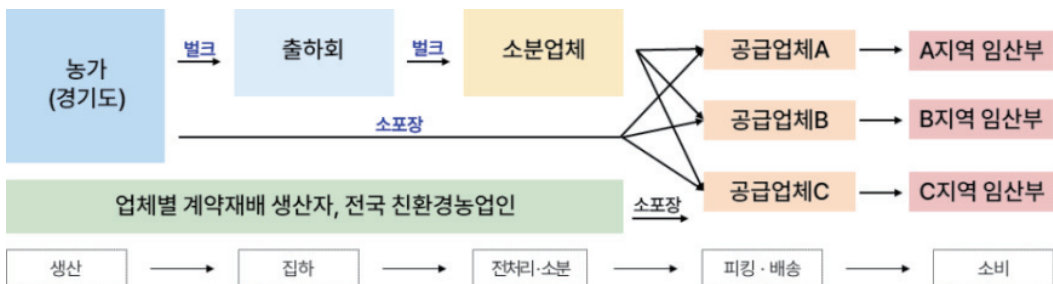 농가
(경기도)
벌크
출하회
벌크
소분업체
소포장
공급업체A
A지역 임산부
공급업체B
B지역 임산부
공급업체C
C지역 임산부
업체별 계약재배 생산자, 전국 친환경농업인
소포장
생산
집하
전처리·소분
피킹 · 배송
소비